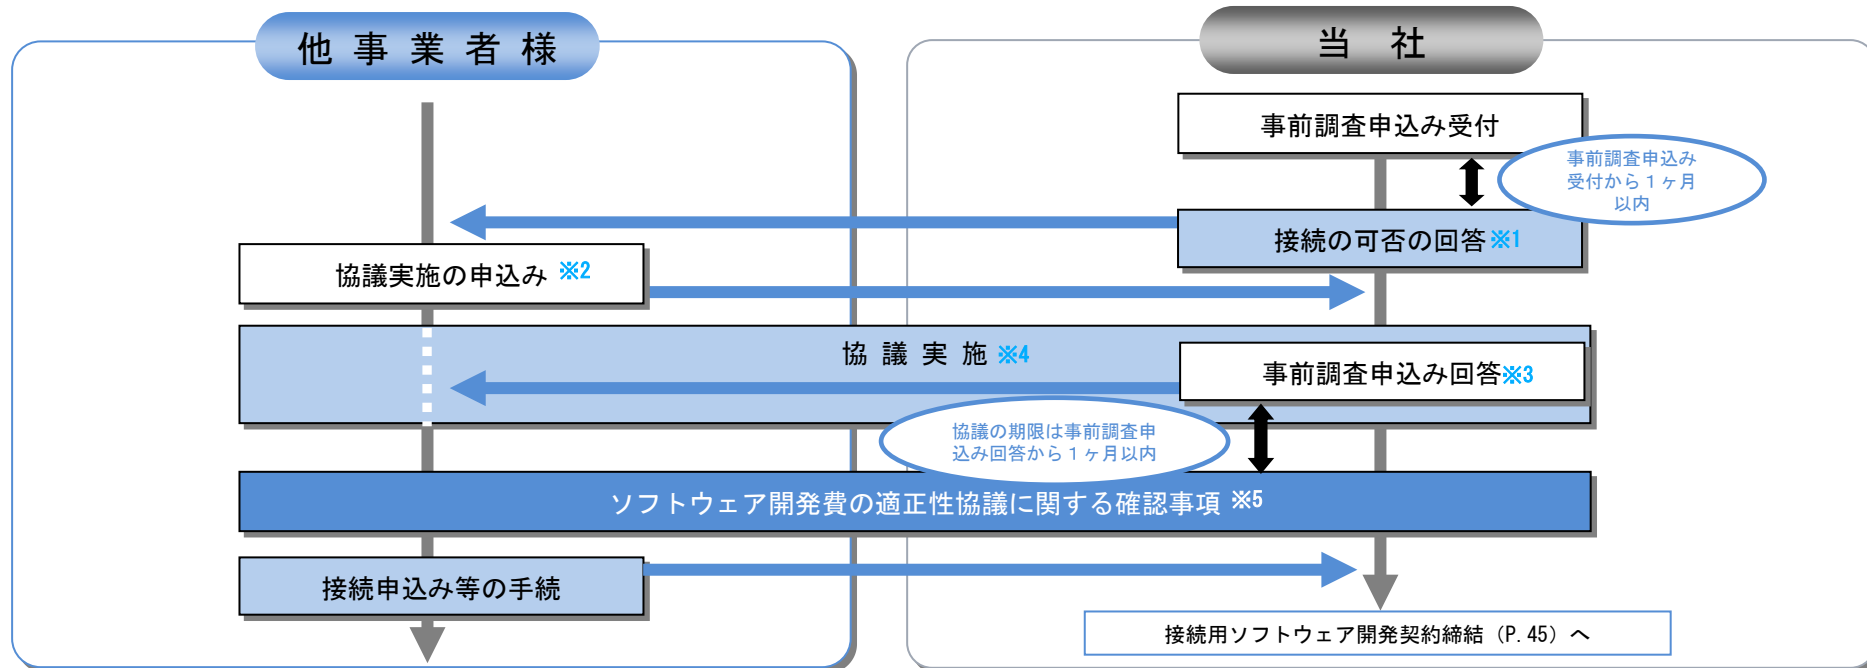 他事業者様
当社
事前調査申込み受付
事前調査申込み
受付から１ヶ月
以内
接続の可否の回答※1
協議実施の申込み ※2
協議実施※4
事前調査申込み回答※3
協議の期限は事前調査申
込み回答から１ヶ月以内
ソフトウェア開発費の適正性協議に関する確認事項※5
接続申込み等の手続
接続用ソフトウェア開発契約締結（P.45）へ